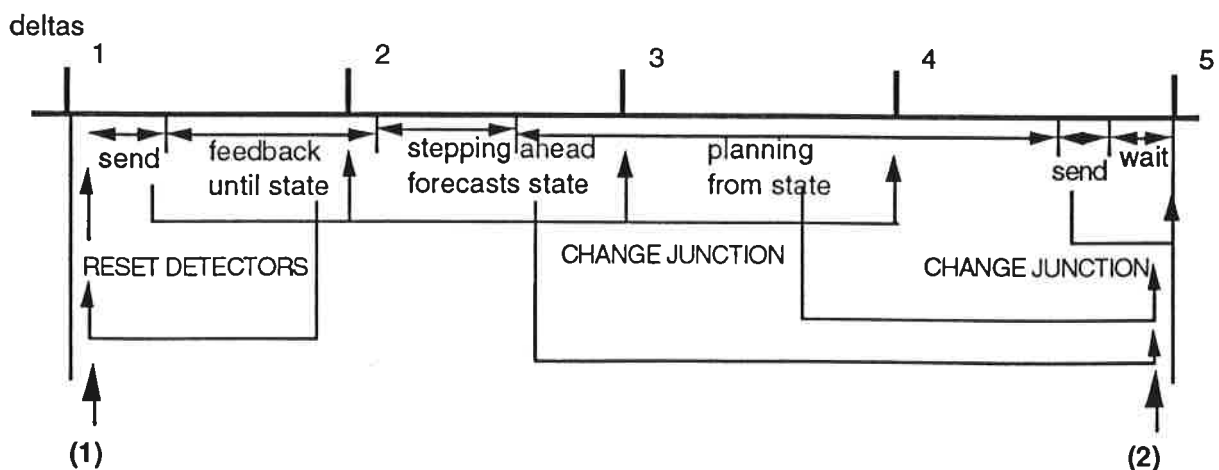 deltas
1 2 3 4 5
send
feedback
until state
stepping ahead
forecasts state
planning
from state
send
wait
RESET DETECTORS
CHANGE JUNCTION
CHANGE JUNCTION
(1)
(2)